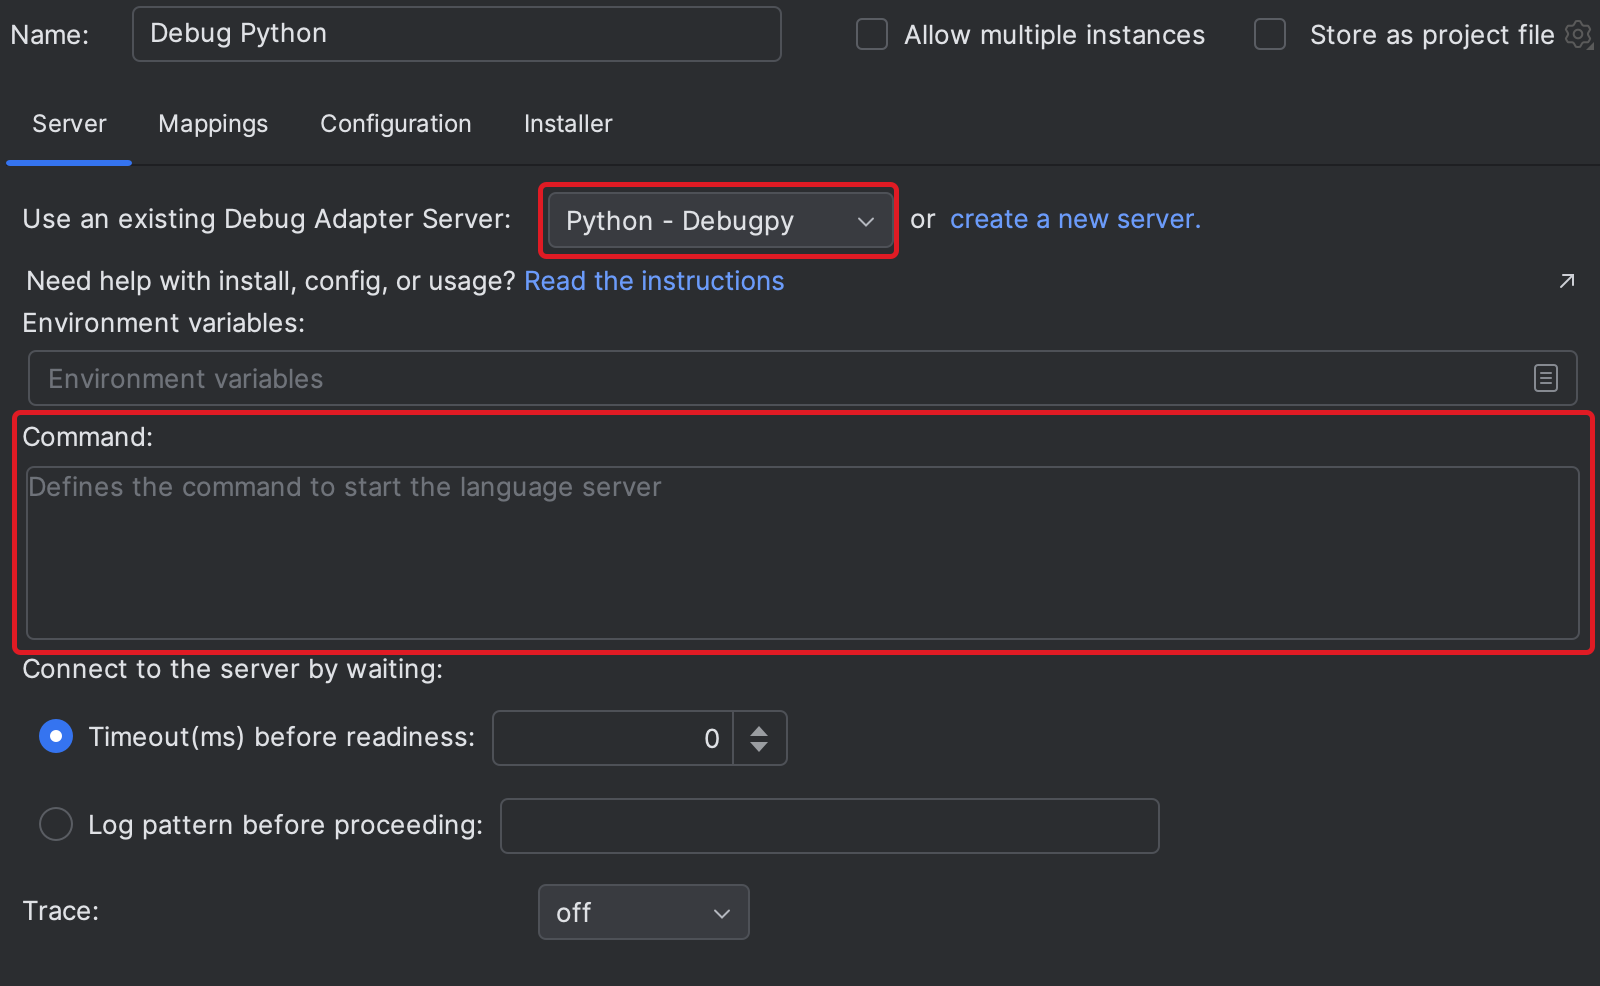 Name: Debug Python Allow multiple instances Store as project file
Server Mappings Configuration Installer
Use an existing Debug Adapter Server: Python - Debugpy or create a new server.
Need help with install, config, or usage? Read the instructions
Environment variables:
Environment variables
Command:
Defines the command to start the language server
Connect to the server by waiting:
Timeout(ms) before readiness: 0
Log pattern before proceeding:
Trace: off